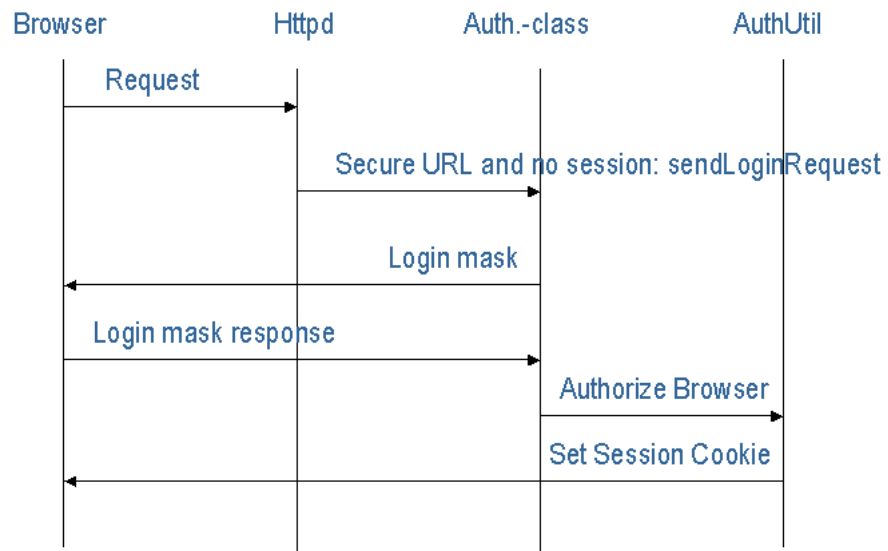 Browser Httpd Auth.-class AuthUtil
Request
Secure URL and no session: sendLoginRequest
Login mask
Login mask response
Authorize Browser
Set Session Cookie